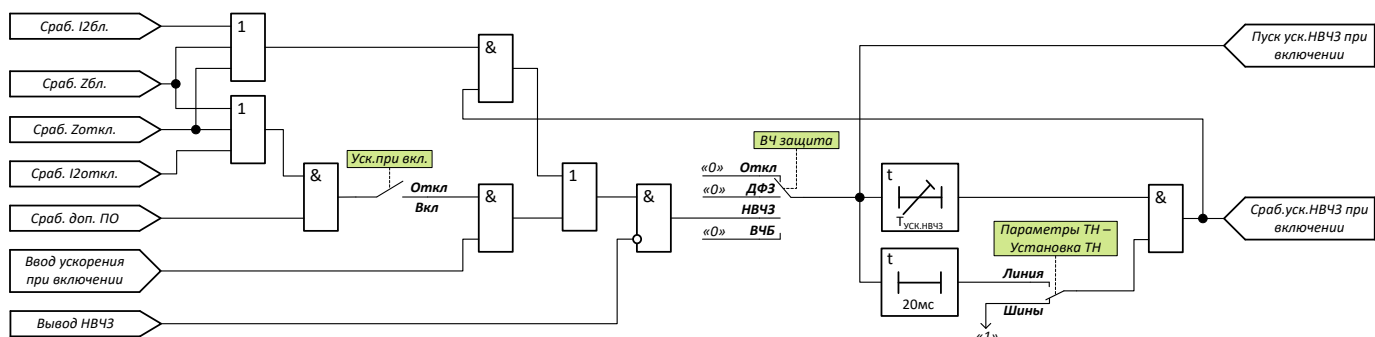 Сраб. I2бл.
Сраб. Zбл.
Сраб. Zоткл.
Сраб. I2откл.
Сраб. доп. ПО
Ввод ускорения
при включении
Вывод НВЧЗ
1
1
&
Уск.при вкл.
Откл
Вкл
&
&
1
&
ВЧ защита
«0»
Откл
«0»
ДФЗ
НВЧЗ
«0»
ВЧБ
t
TУСК.НВЧЗ
t
20мс
Параметры ТН –
Установка ТН
Линия
Шины
«1»
&
Пуск уск.НВЧЗ при
включении
Сраб.уск.НВЧЗ при
включении